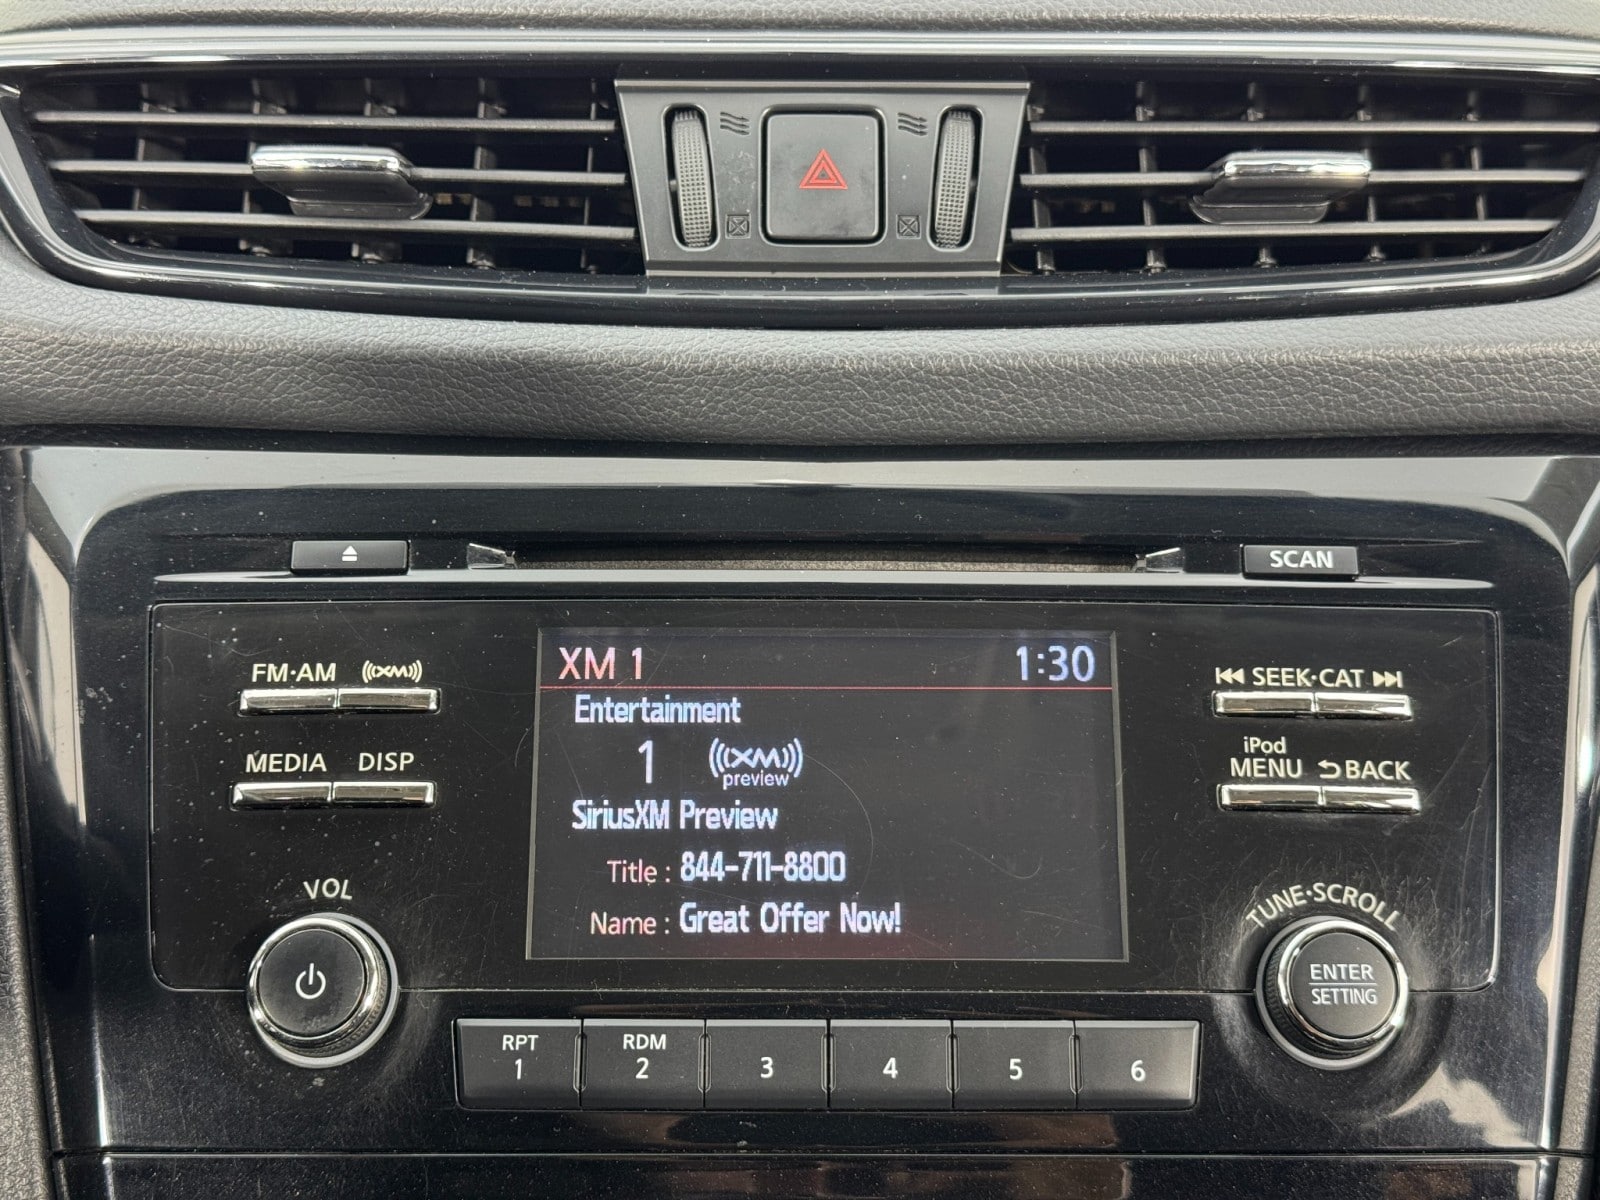 SCAN
FM·AM
XM
MEDIA
DISP
VOL
XM 1
1:30
Entertainment
1
XM
preview
SiriusXM Preview
Title : 844-711-8800
Name : Great Offer Now!
SEEK·CAT
iPod
MENU
BACK
TUNE·SCROLL
ENTER
SETTING
RPT
1
RDM
2
3
4
5
6